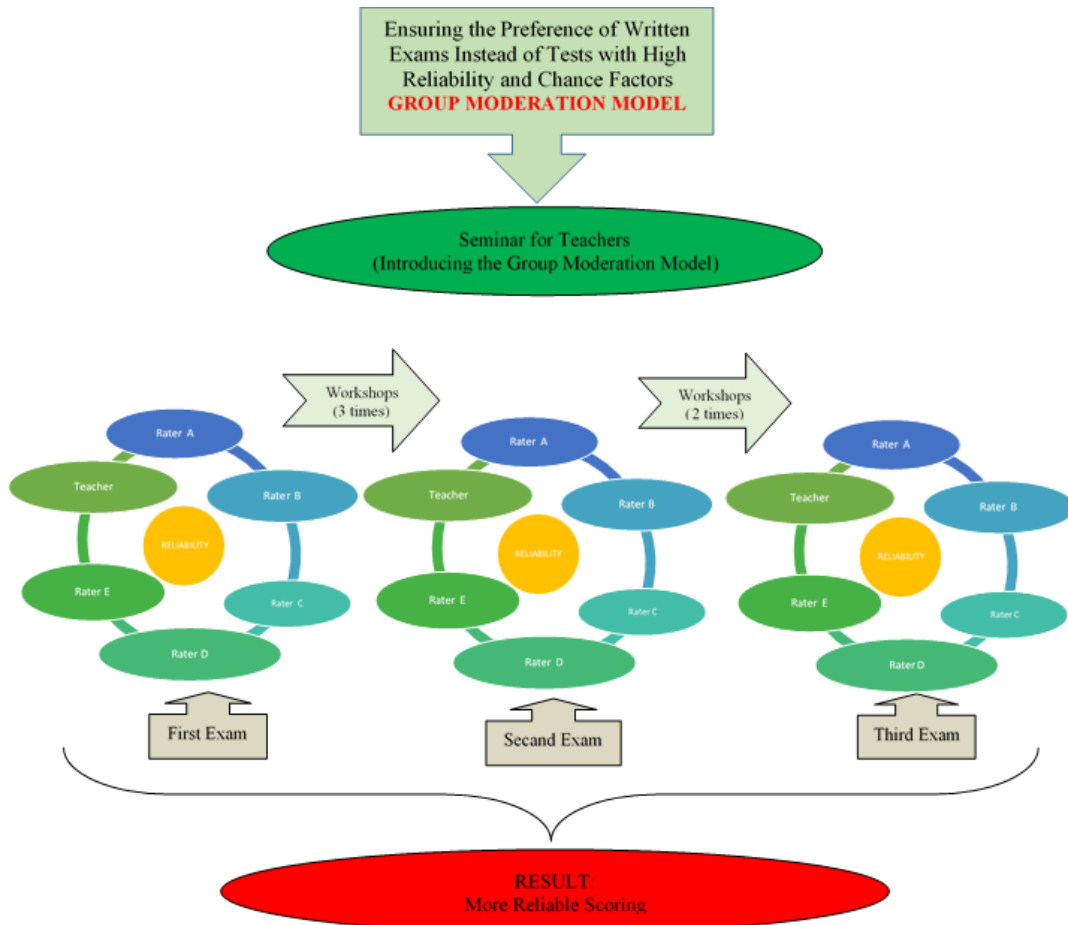 Ensuring the Preference of Written
Exams Instead of Tests with High
Reliability and Chance Factors
GROUP MODERATION MODEL
Seminar for Teachers
(Introducing the Group Moderation Model)
Workshops
(3 times)
Workshops
(2 times)
Rater A
Teacher
Rater B
RELIABILITY
Rater E
Rater C
Rater D
First Exam
Rater A
Teacher
Rater B
RELIABILITY
Rater E
Rater C
Rater D
Secand Exam
Rater A
Teacher
Rater B
RELIABILITY
Rater E
Rater C
Rater D
Third Exam
RESULT:
More Reliable Scoring